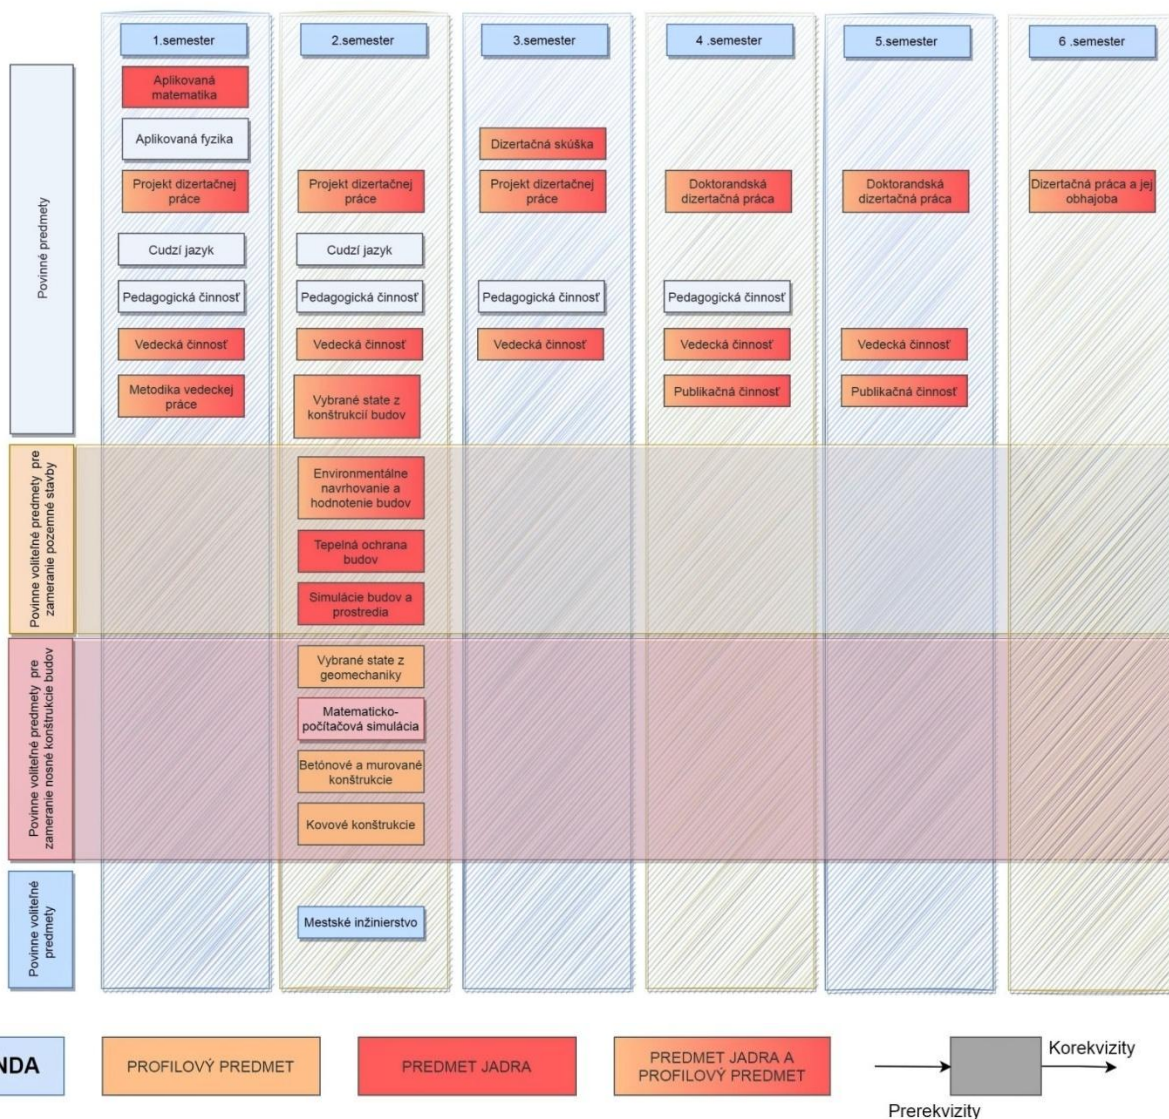 1.semester
2.semester
3.semester
4 .semester
5.semester
6 .semester
Povinné predmety
Aplikovaná
matematika
Aplikovaná fyzika
Dizertačná skúška
Projekt dizertačnej
práce
Projekt dizertačnej
práce
Projekt dizertačnej
práce
Doktorandská
dizertačná práca
Doktorandská
dizertačná práca
Dizertačná práca a jej
obhajoba
Cudzí jazyk
Cudzí jazyk
Pedagogická činnosť
Pedagogická činnosť
Pedagogická činnosť
Pedagogická činnosť
Vedecká činnosť
Vedecká činnosť
Vedecká činnosť
Vedecká činnosť
Vedecká činnosť
Metodika vedeckej
práce
Vybrané state z
konštrukcií budov
Publikačná činnosť
Publikačná činnosť
Povinne voliteľné predmety pre
zameranie pozemné stavby
Environmentálne
navrhovanie a
hodnotenie budov
Tepelná ochrana
budov
Simulácie budov a
prostredia
Povinne voliteľné predmety pre
zameranie nosné konštrukcie budov
Vybrané state z
geomechaniky
Matematicko-
počítačová simulácia
Betónové a murované
konštrukcie
Kovové konštrukcie
Povinne voliteľné
predmety
Mestské inžinierstvo
NDA
PROFILOVÝ PREDMET
PREDMET JADRA
PREDMET JADRA A
PROFILOVÝ PREDMET
Korekvizity
Prerekvizity